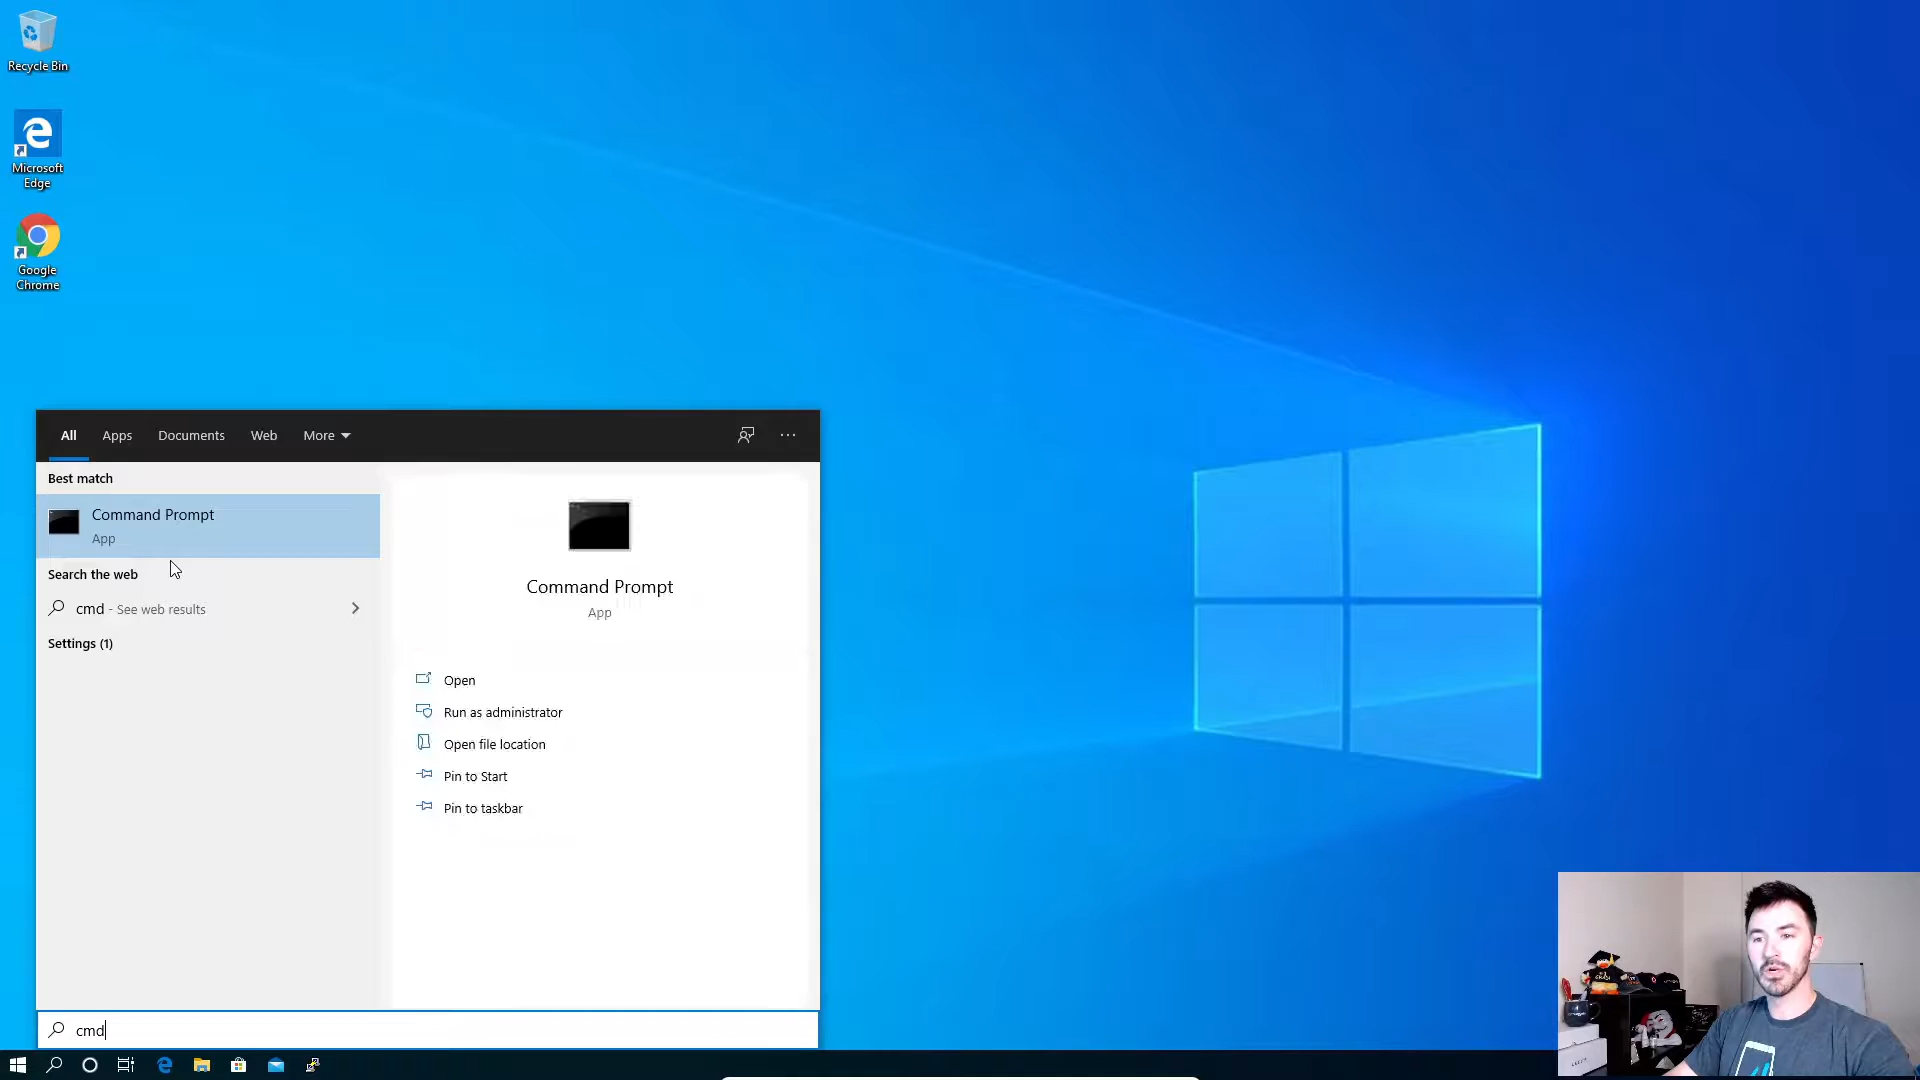 Recycle Bin
Microsoft
Edge
Google
Chrome
All Apps Documents Web More
Best match
Command Prompt
App
Search the web
cmd - See web results
Settings (1)
Command Prompt
App
Open
Run as administrator
Open file location
Pin to Start
Pin to taskbar
cmd